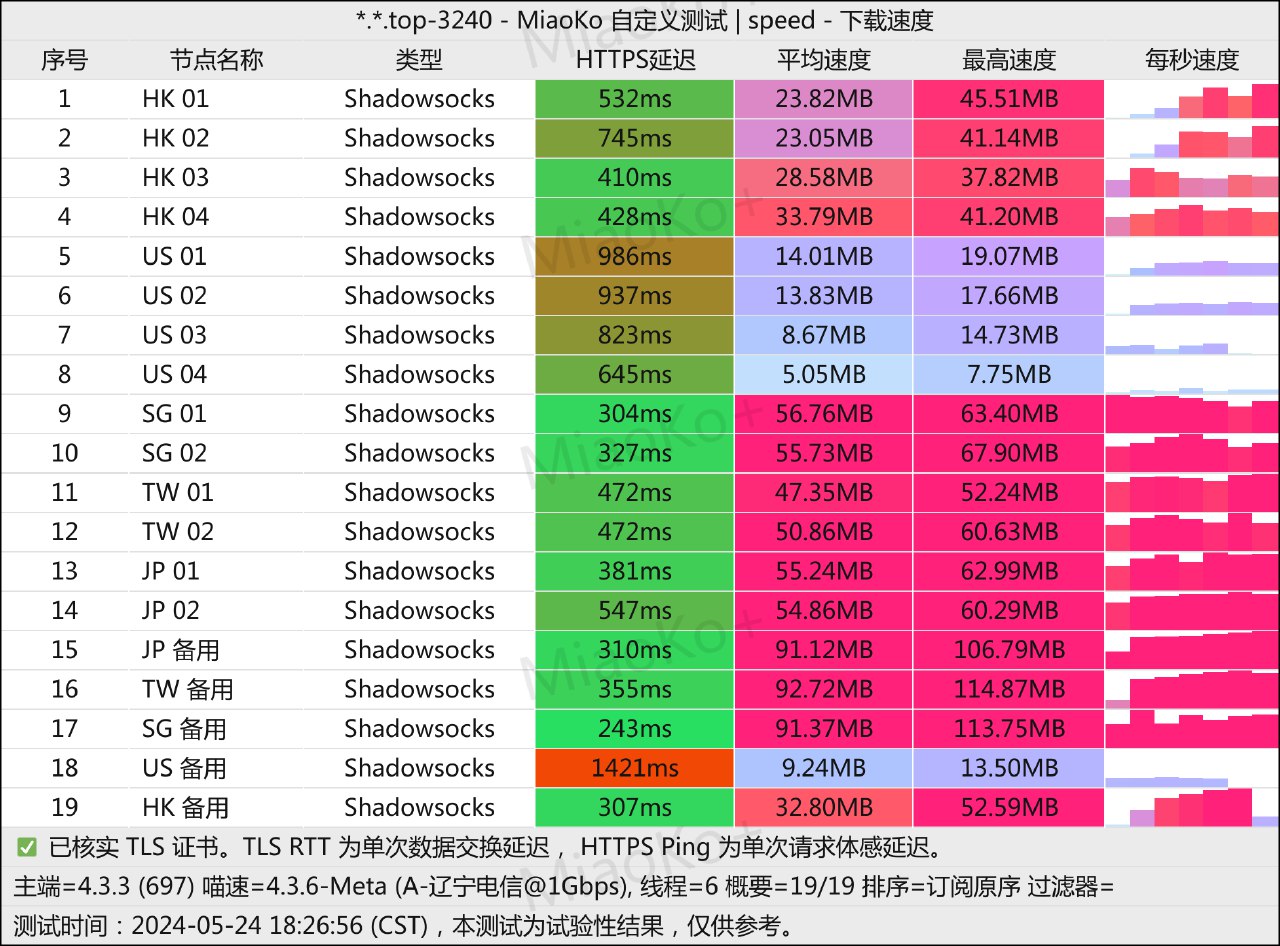 *.*.top-3240 - MiaoKo 自定义测试 | speed - 下载速度
序号 节点名称 类型 HTTPS延迟 平均速度 最高速度 每秒速度
1 HK 01 Shadowsocks 532ms 23.82MB 45.51MB
2 HK 02 Shadowsocks 745ms 23.05MB 41.14MB
3 HK 03 Shadowsocks 410ms 28.58MB 37.82MB
4 HK 04 Shadowsocks 428ms 33.79MB 41.20MB
5 US 01 Shadowsocks 986ms 14.01MB 19.07MB
6 US 02 Shadowsocks 937ms 13.83MB 17.66MB
7 US 03 Shadowsocks 823ms 8.67MB 14.73MB
8 US 04 Shadowsocks 645ms 5.05MB 7.75MB
9 SG 01 Shadowsocks 304ms 56.76MB 63.40MB
10 SG 02 Shadowsocks 327ms 55.73MB 67.90MB
11 TW 01 Shadowsocks 472ms 47.35MB 52.24MB
12 TW 02 Shadowsocks 472ms 50.86MB 60.63MB
13 JP 01 Shadowsocks 381ms 55.24MB 62.99MB
14 JP 02 Shadowsocks 547ms 54.86MB 60.29MB
15 JP 备用 Shadowsocks 310ms 91.12MB 106.79MB
16 TW 备用 Shadowsocks 355ms 92.72MB 114.87MB
17 SG 备用 Shadowsocks 243ms 91.37MB 113.75MB
18 US 备用 Shadowsocks 1421ms 9.24MB 13.50MB
19 HK 备用 Shadowsocks 307ms 32.80MB 52.59MB
✅ 已核实 TLS 证书。TLS RTT 为单次数据交换延迟，HTTPS Ping 为单次请求体感延迟。
主端=4.3.3 (697) 喵速=4.3.6-Meta (A-辽宁电信@1Gbps), 线程=6 概要=19/19 排序=订阅原序 过滤器=
测试时间：2024-05-24 18:26:56 (CST)，本测试为试验性结果，仅供参考。
MiaoKo+
MiaoKo+
MiaoKo+
MiaoKo+
MiaoKo+